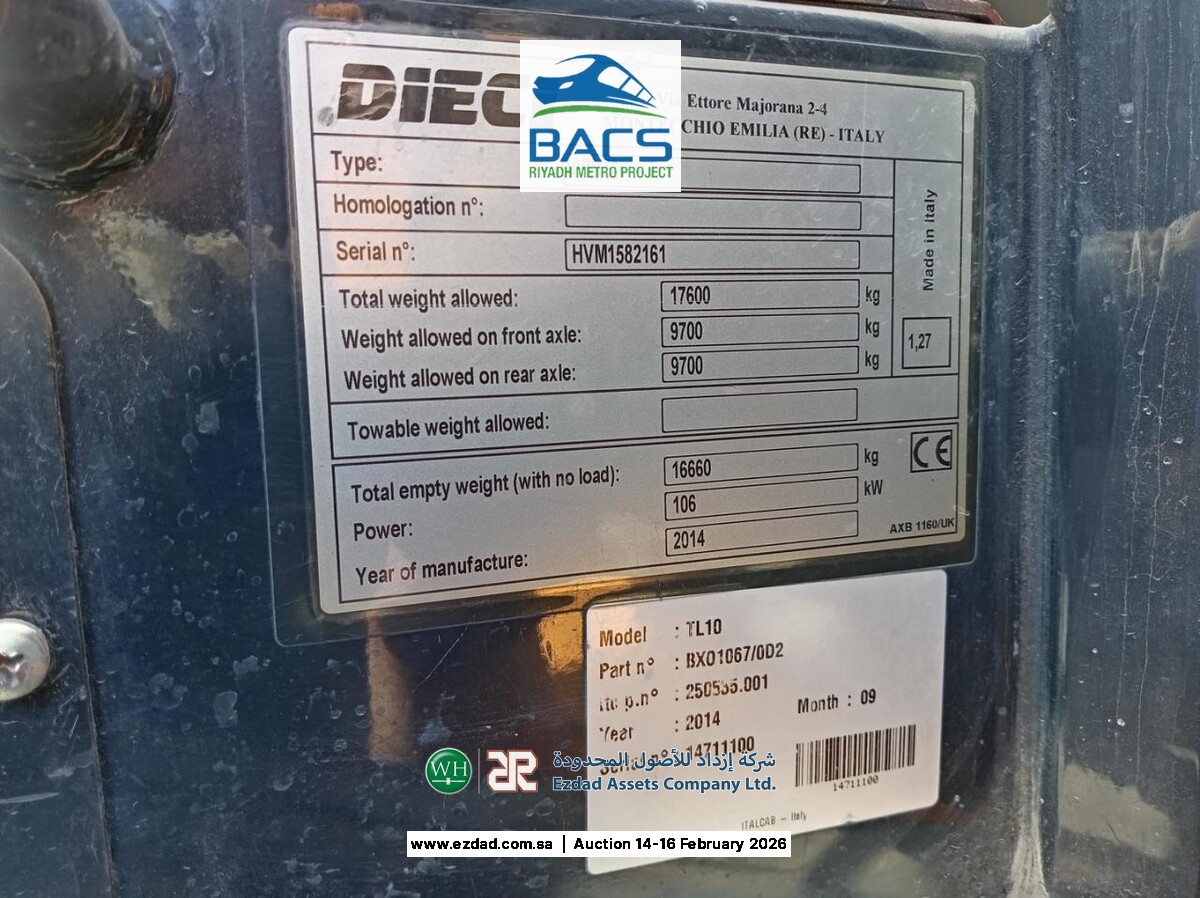 DIEC
Ettore Majorana 2-4
CHIO EMILIA (RE) - ITALY
BACS
RIYADH METRO PROJECT
Type:
Homologation n°:
Serial n°: HVM1582161
Made in Italy
Total weight allowed: 17600 kg
Weight allowed on front axle: 9700 kg
Weight allowed on rear axle: 9700 kg
1,27
Towable weight allowed:
Total empty weight (with no load): 16660 kg
CE
Power: 106 kW
Year of manufacture: 2014
AXB 1160/UK
Model : TL10
Part n° : BX01067/0D2
p.n° : 250535.001
Month : 09
Year : 2014
Serial n° : 14711100
14711100
ITALCAB - Italy
WH
شركة إزداد للأصول المحدودة
Ezdad Assets Company Ltd.
www.ezdad.com.sa | Auction 14-16 February 2026